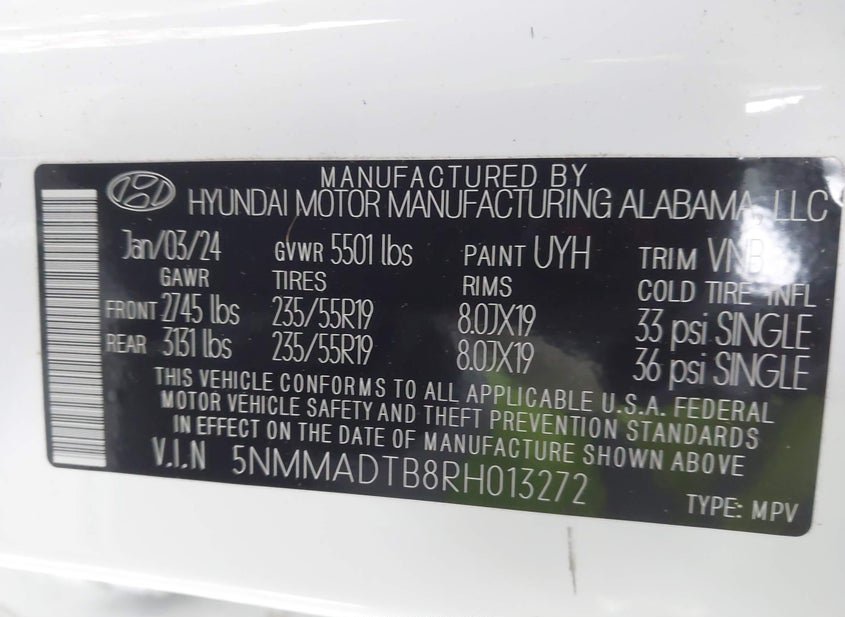 MANUFACTURED BY
HYUNDAI MOTOR MANUFACTURING ALABAMA, LLC
Jan/03/24 GVWR 5501 lbs PAINT UYH TRIM VNB
GAWR TIRES RIMS COLD TIRE INFL
FRONT 2745 lbs 235/55R19 8.0JX19 33 psi SINGLE
REAR 3131 lbs 235/55R19 8.0JX19 36 psi SINGLE
THIS VEHICLE CONFORMS TO ALL APPLICABLE U.S.A. FEDERAL
MOTOR VEHICLE SAFETY AND THEFT PREVENTION STANDARDS
IN EFFECT ON THE DATE OF MANUFACTURE SHOWN ABOVE
V.I.N 5NMMADTB8RH013272 TYPE: MPV